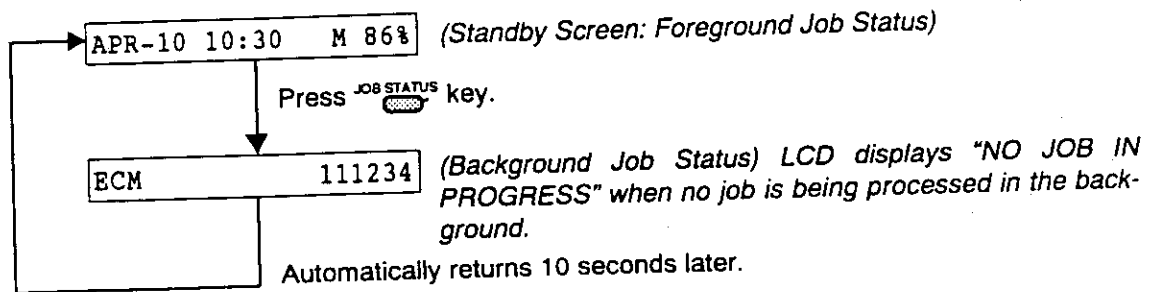 APR-10 10:30 M 86% (Standby Screen: Foreground Job Status)
Press JOB STATUS key.
ECM 111234 (Background Job Status) LCD displays "NO JOB IN
PROGRESS" when no job is being processed in the back-
ground.
Automatically returns 10 seconds later.